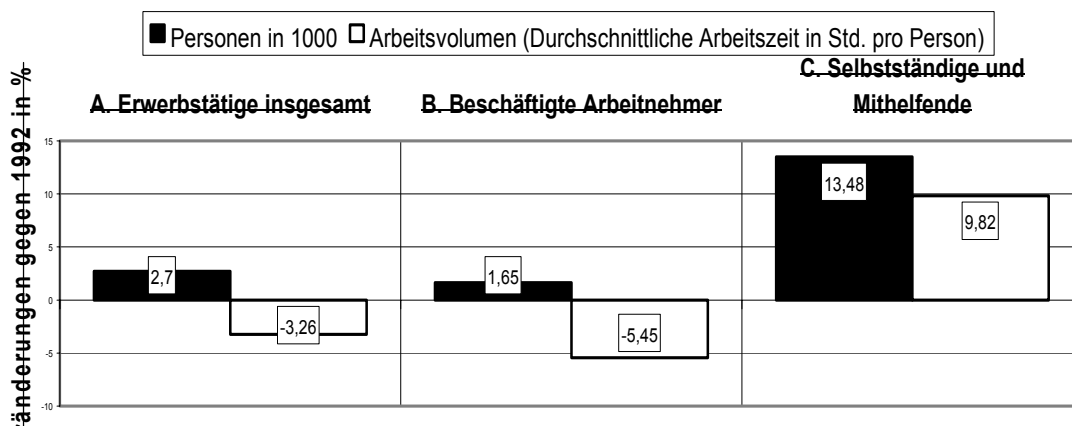 Personen in 1000 Arbeitsvolumen (Durchschnittliche Arbeitszeit in Std. pro Person)
A. Erwerbstätige insgesamt
B. Beschäftigte Arbeitnehmer
C. Selbstständige und
Mithelfende
änderungen gegen 1992 in %
15
10
5
0
-5
-10
2,7
-3,26
1,65
-5,45
13,48
9,82